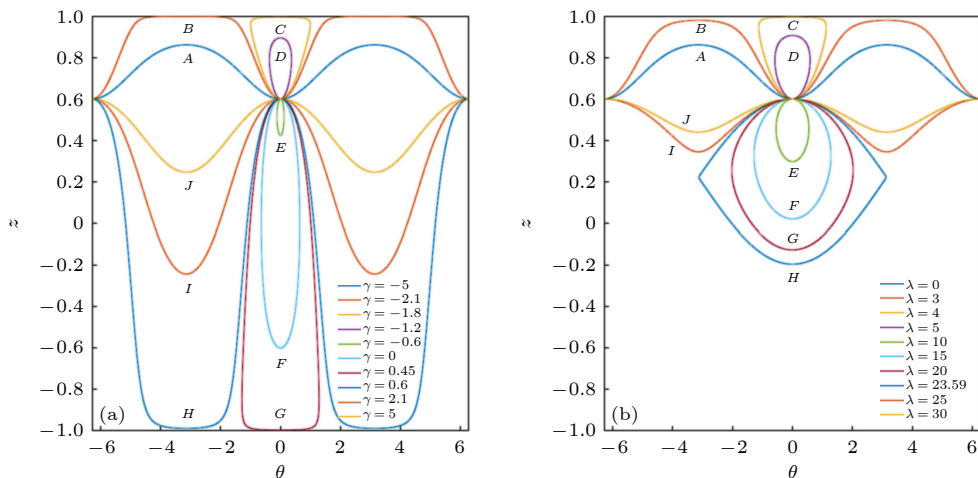 1.0
0.8
0.6
0.4
0.2
0
−0.2
−0.4
−0.6
−0.8
−1.0
z
−6
−4
−2
0
2
4
6
θ
(a)
A
B
C
D
E
F
G
H
I
J
γ=−5
γ=−2.1
γ=−1.8
γ=−1.2
γ=−0.6
γ=0
γ=0.45
γ=0.6
γ=2.1
γ=5
1.0
0.8
0.6
0.4
0.2
0
−0.2
−0.4
−0.6
−0.8
−1.0
z
−6
−4
−2
0
2
4
6
θ
(b)
A
B
C
D
E
F
G
H
I
J
λ=0
λ=3
λ=4
λ=5
λ=10
λ=15
λ=20
λ=23.59
λ=25
λ=30